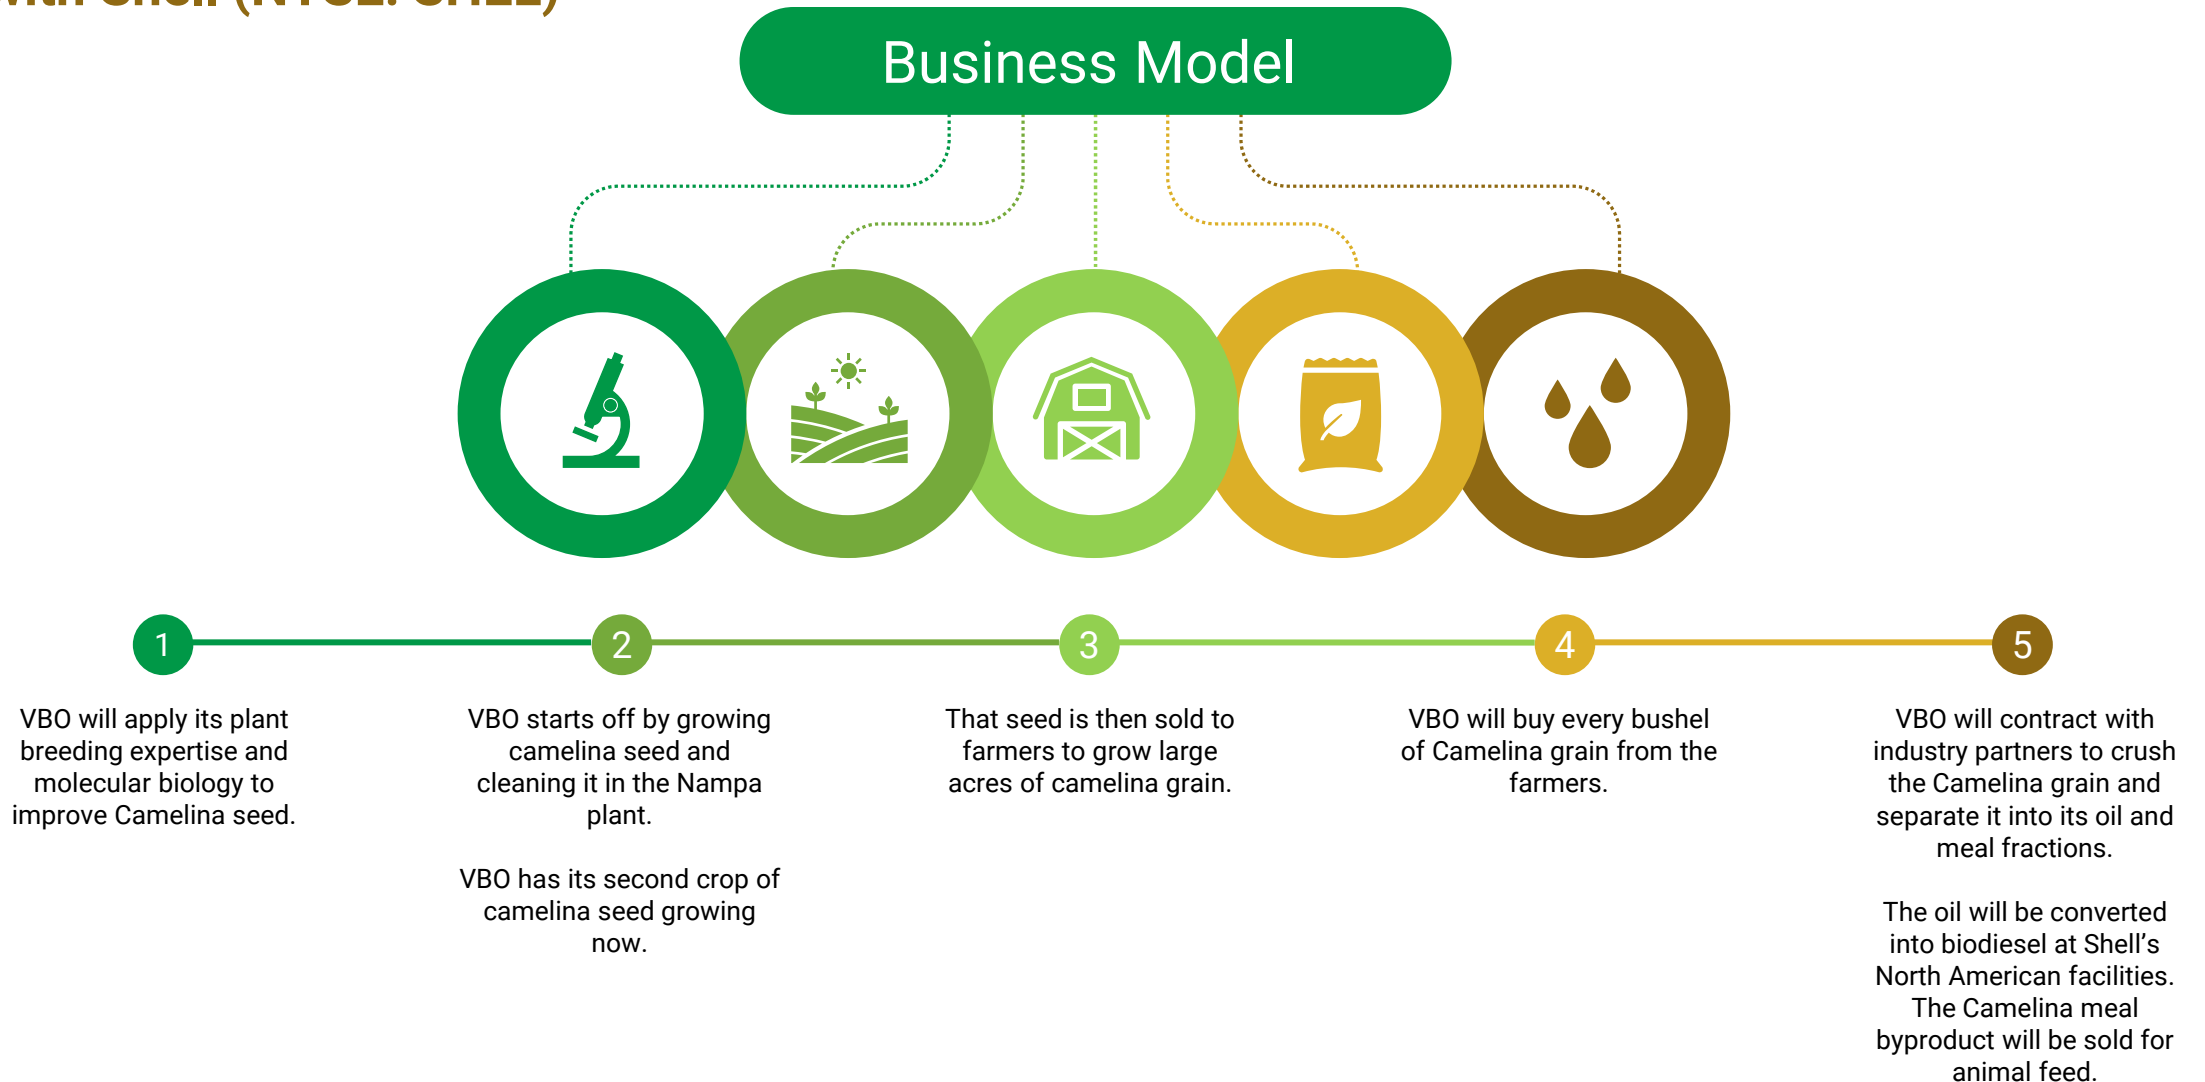 with Shell (NYSE: SHEL)
Business Model
1
VBO will apply its plant
breeding expertise and
molecular biology to
improve Camelina seed.
2
VBO starts off by growing
camelina seed and
cleaning it in the Nampa
plant.
VBO has its second crop of
camelina seed growing
now.
3
That seed is then sold to
farmers to grow large
acres of camelina grain.
4
VBO will buy every bushel
of Camelina grain from the
farmers.
5
VBO will contract with
industry partners to crush
the Camelina grain and
separate it into its oil and
meal fractions.
The oil will be converted
into biodiesel at Shell’s
North American facilities.
The Camelina meal
byproduct will be sold for
animal feed.